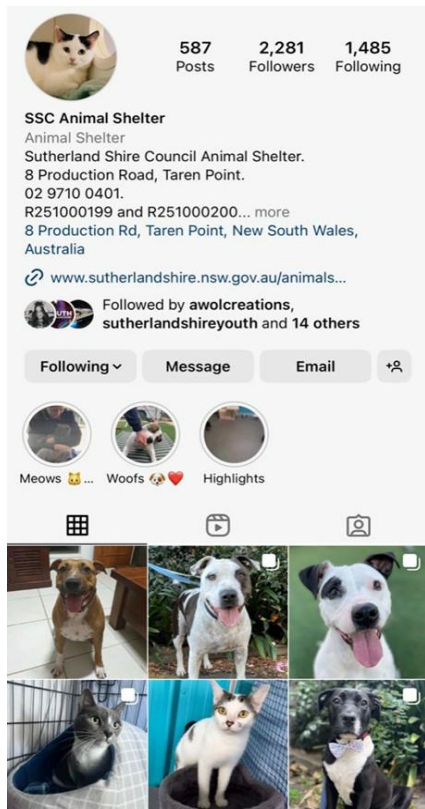 587 2,281 1,485
Posts Followers Following
SSC Animal Shelter
Animal Shelter
Sutherland Shire Council Animal Shelter.
8 Production Road, Taren Point.
02 9710 0401.
R251000199 and R251000200... more
8 Production Rd, Taren Point, New South Wales,
Australia
www.sutherlandshire.nsw.gov.au/animals...
UTH
Followed by awolcreations,
sutherlandshireyouth and 14 others
Following Message Email
Meows 🐱... Woofs 🐶❤️ Highlights